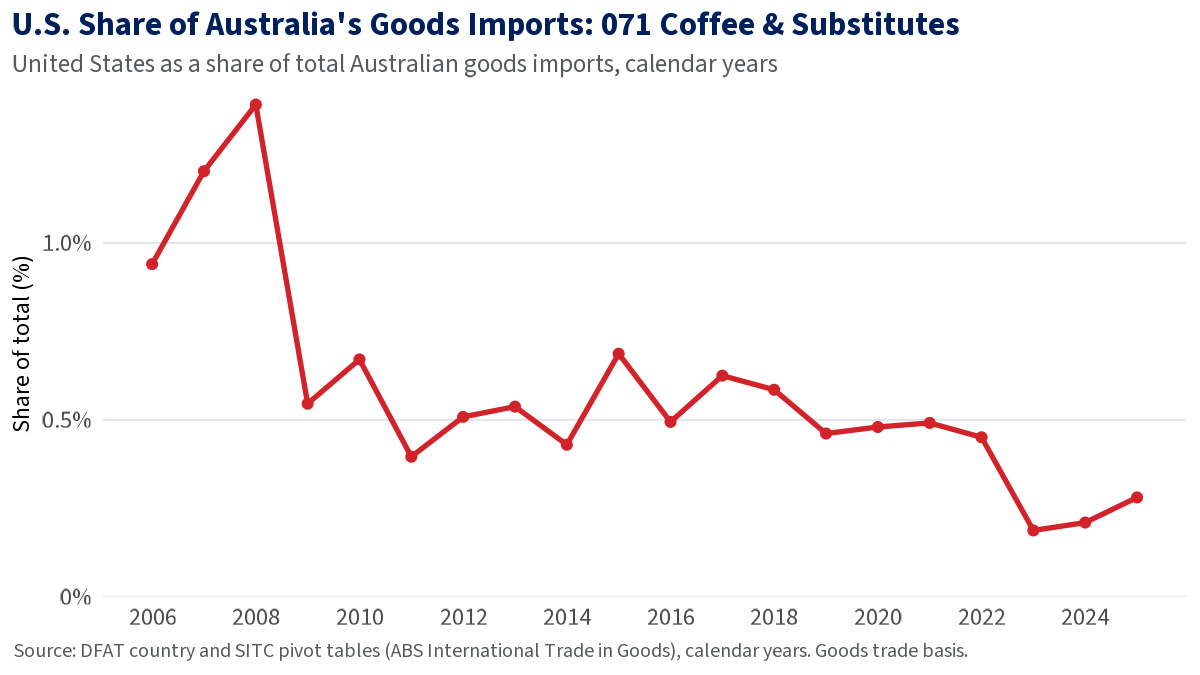 U.S. Share of Australia's Goods Imports: 071 Coffee & Substitutes
United States as a share of total Australian goods imports, calendar years
Share of total (%)
1.0%
0.5%
0%
2006 2008 2010 2012 2014 2016 2018 2020 2022 2024
Source: DFAT country and SITC pivot tables (ABS International Trade in Goods), calendar years. Goods trade basis.